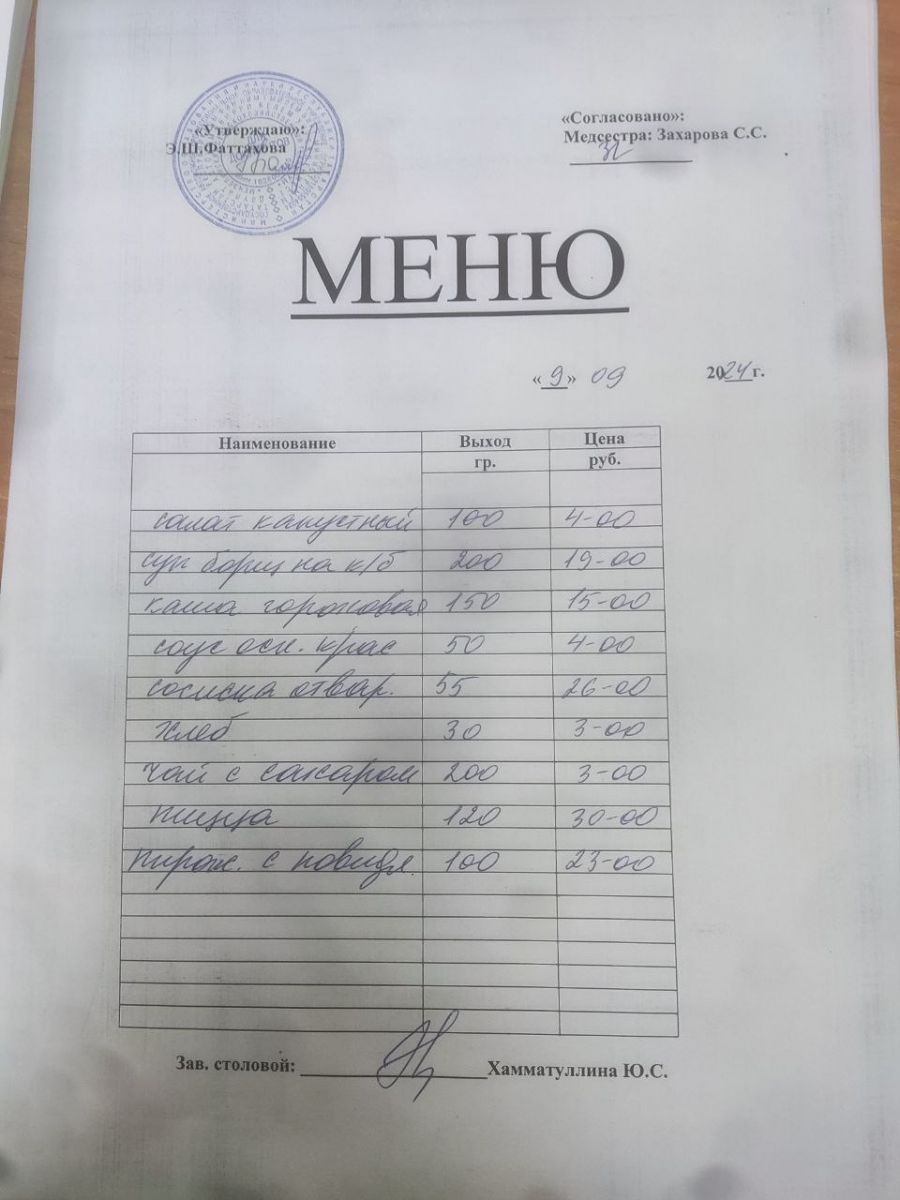 «Утверждаю»:
Э.Ш.Фаттахова
«Согласовано»:
Медсестра: Захарова С.С.
МЕНЮ
«9» 09 2024 г.
Наименование Выход Цена
гр. руб.
салат капустный 100 4-00
суп борщ на к/б 200 19-00
каша гороховая 150 15-00
соус осн. крас 50 4-00
сосиска отвар. 55 26-00
хлеб 30 3-00
чай с сахаром 200 3-00
пицца 120 30-00
пирож. с повидл. 100 23-00
Зав. столовой: Хамматуллина Ю.С.